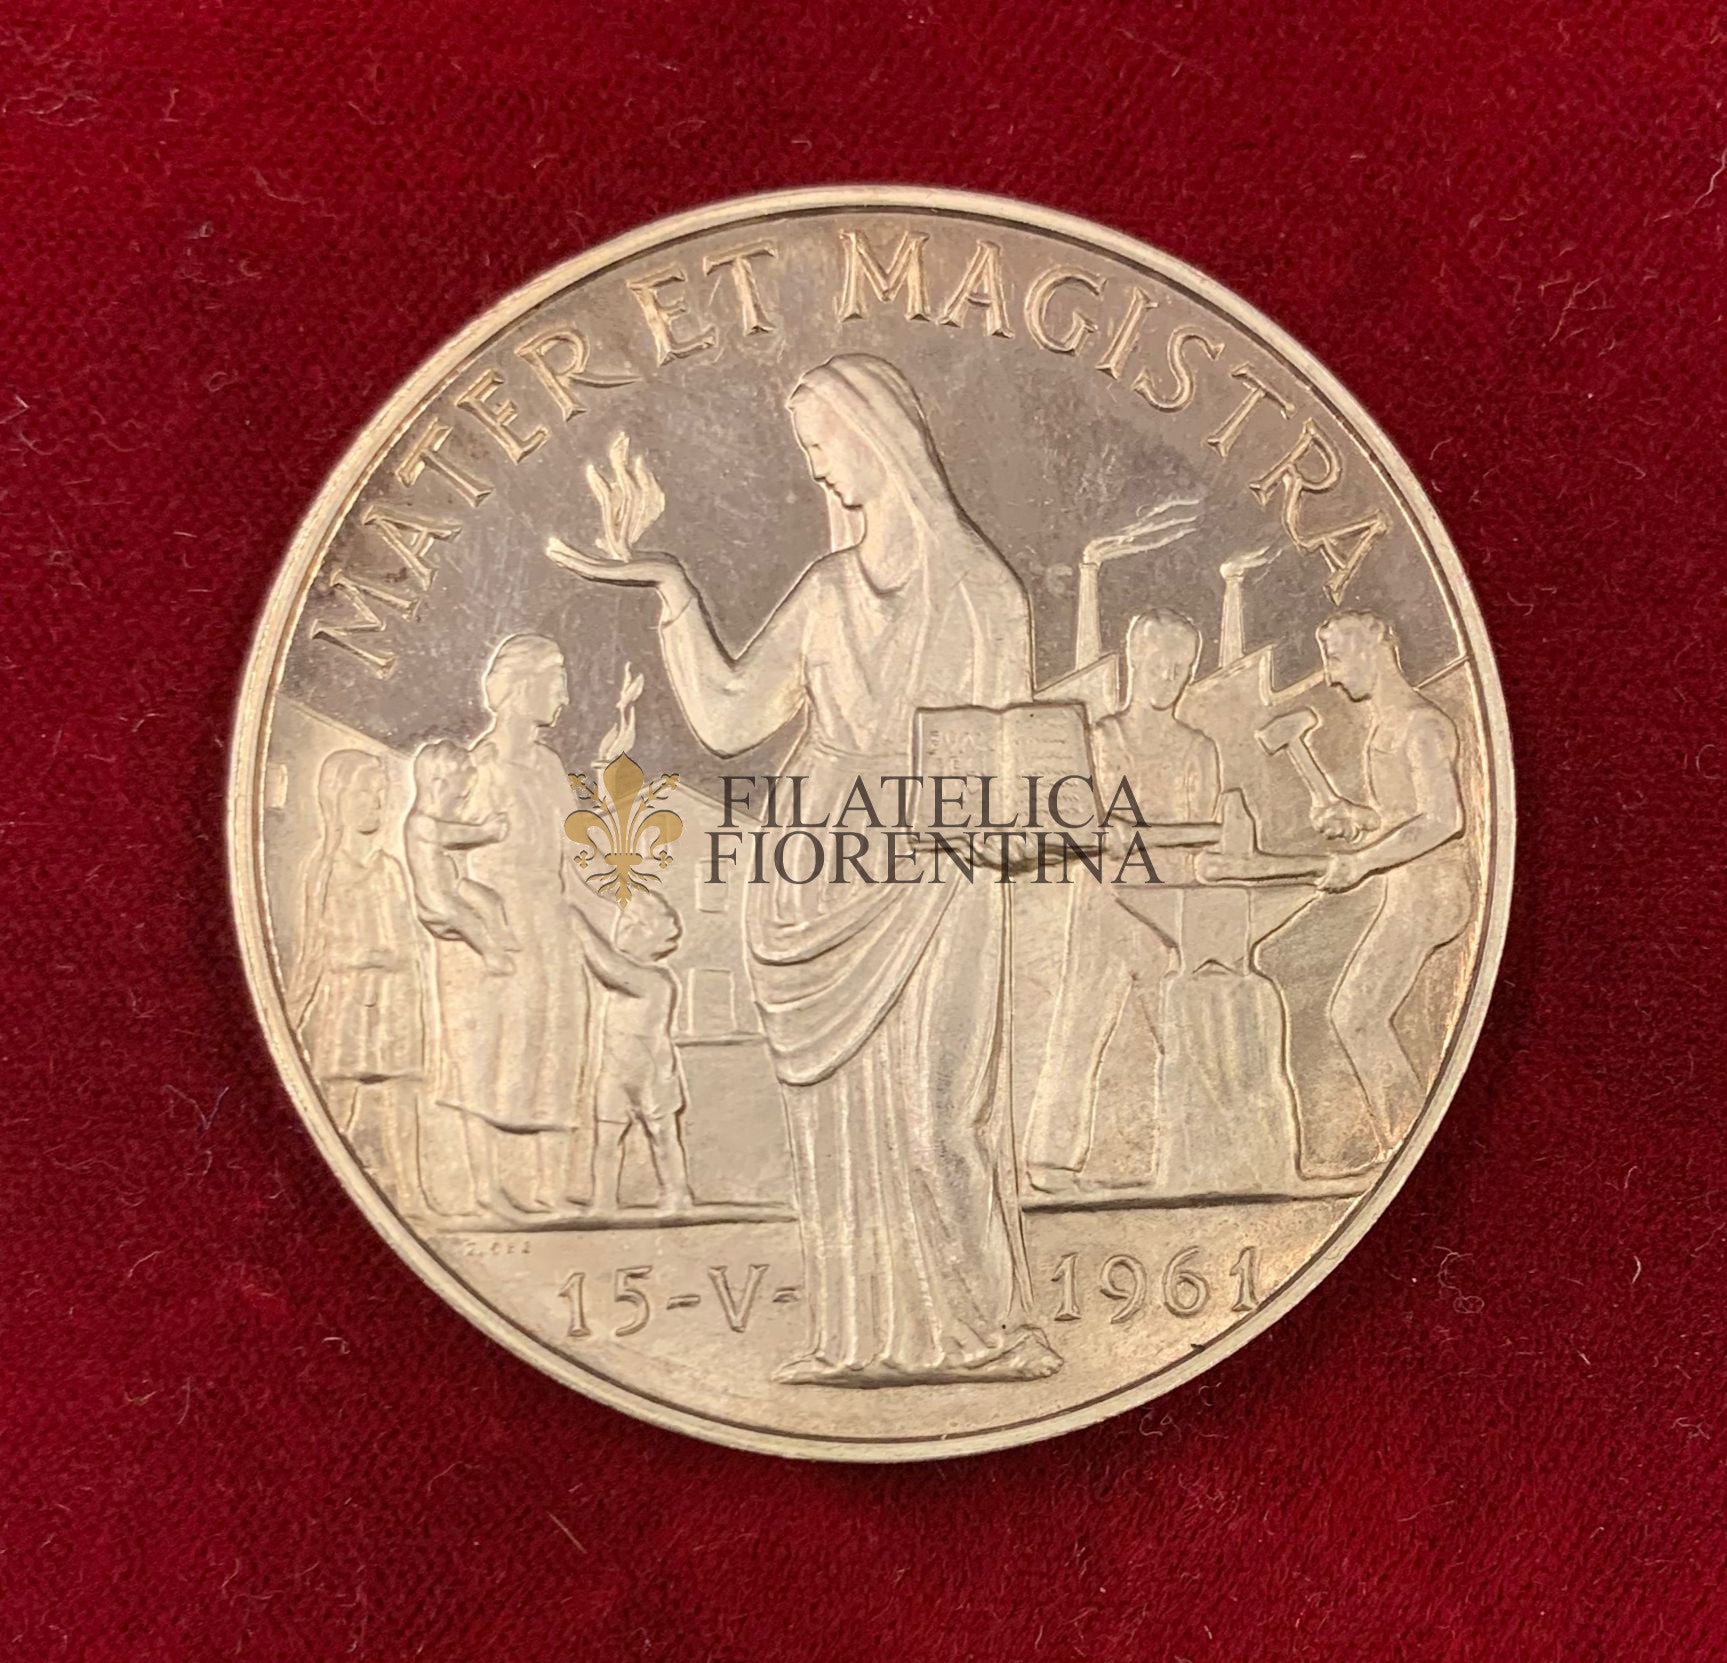 MATER ET MAGISTRA
FILATELICA
FIORENTINA
15-V-1961